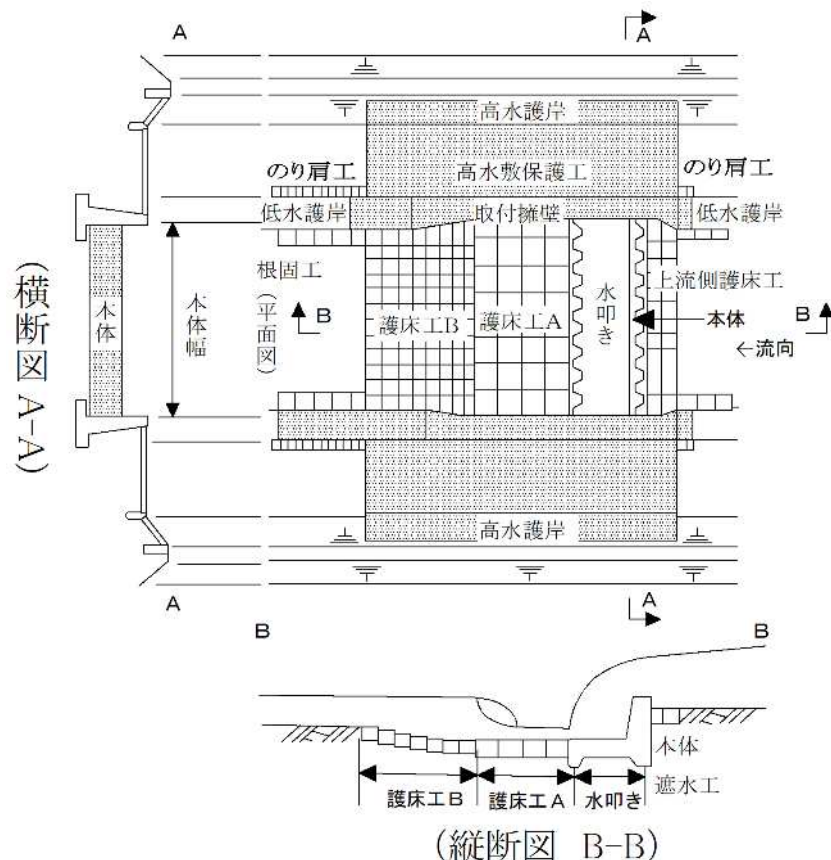 A
A
高水護岸
のり肩工
高水敷保護工
のり肩工
低水護岸
取付擁壁
低水護岸
根固工
(平面図)
上流側護床工
B
B
護床工B
護床工A
水叩き
本体
←流向
(横断図 A-A)
本体
本体幅
高水護岸
A
A
B
B
本体
遮水工
護床工B
護床工A
水叩き
(縦断図 B-B)